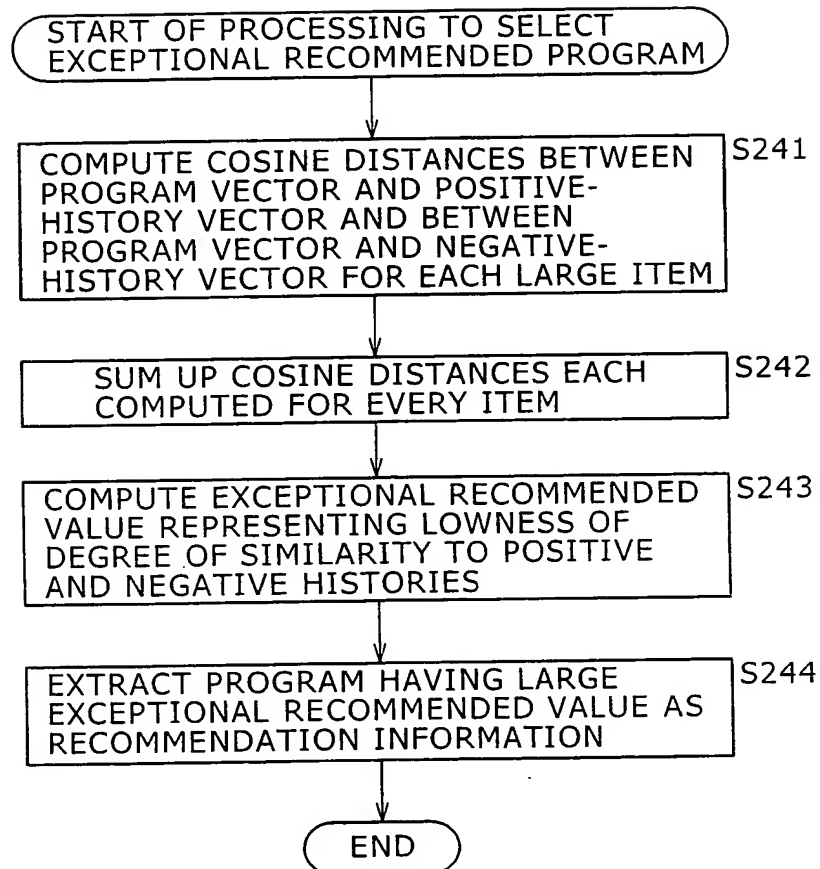 START OF PROCESSING TO SELECT
EXCEPTIONAL RECOMMENDED PROGRAM
S241
COMPUTE COSINE DISTANCES BETWEEN
PROGRAM VECTOR AND POSITIVE-
HISTORY VECTOR AND BETWEEN
PROGRAM VECTOR AND NEGATIVE-
HISTORY VECTOR FOR EACH LARGE ITEM
S242
SUM UP COSINE DISTANCES EACH
COMPUTED FOR EVERY ITEM
S243
COMPUTE EXCEPTIONAL RECOMMENDED
VALUE REPRESENTING LOWNESS OF
DEGREE OF SIMILARITY TO POSITIVE
AND NEGATIVE HISTORIES
S244
EXTRACT PROGRAM HAVING LARGE
EXCEPTIONAL RECOMMENDED VALUE AS
RECOMMENDATION INFORMATION
END